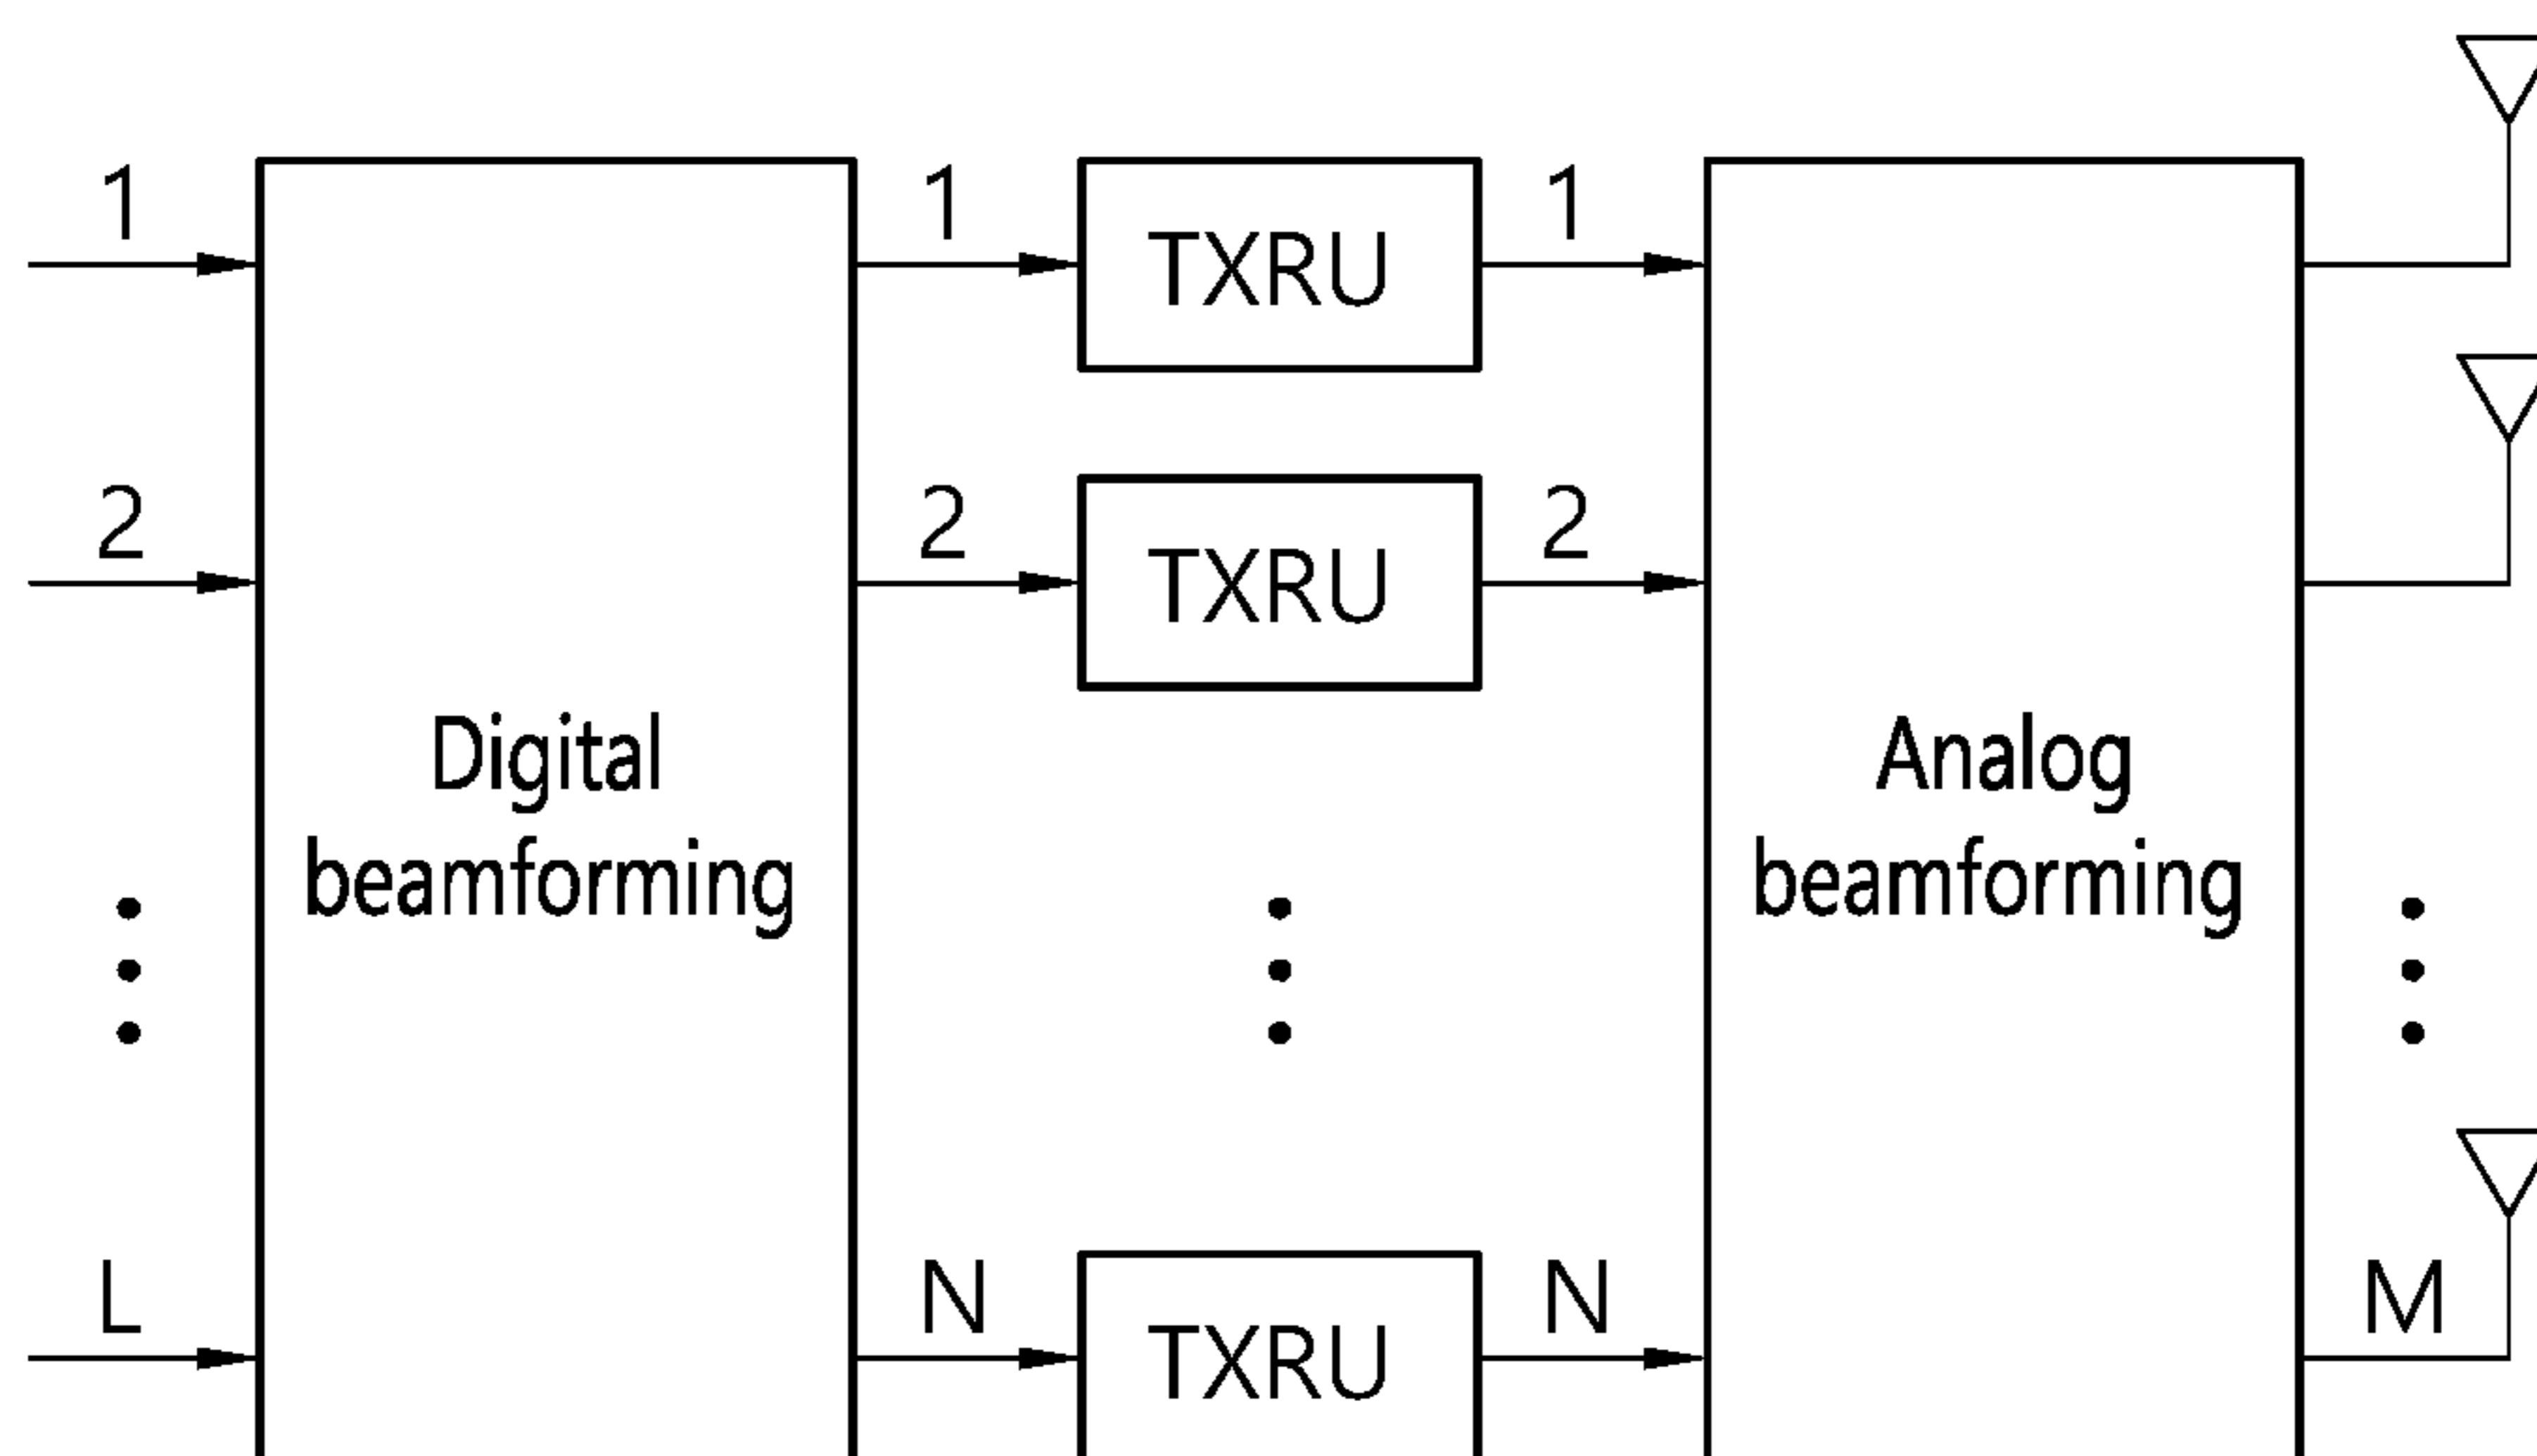 1 1 TXRU 1
2 2 TXRU 2
Digital
beamforming
Analog
beamforming
L N TXRU N M